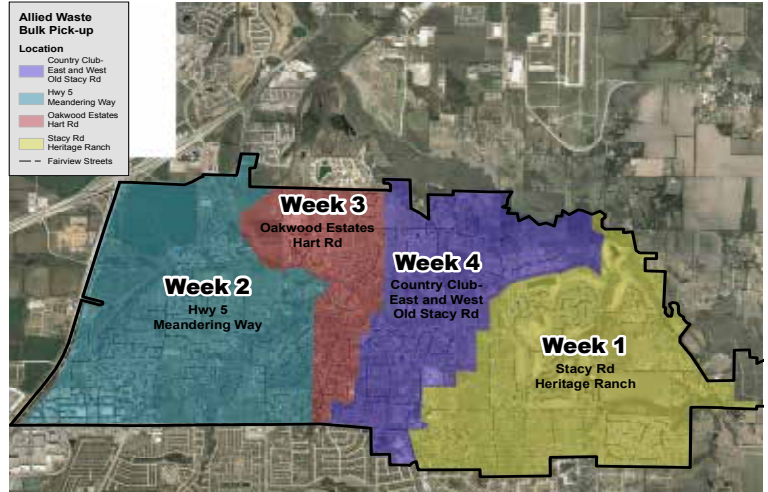 Allied Waste
Bulk Pick-up
Location
Country Club-
East and West
Old Stacy Rd
Hwy 5
Meandering Way
Oakwood Estates
Hart Rd
Stacy Rd
Heritage Ranch
Fairview Streets
Week 3
Oakwood Estates
Hart Rd
Week 4
Country Club-
East and West
Old Stacy Rd
Week 2
Hwy 5
Meandering Way
Week 1
Stacy Rd
Heritage Ranch